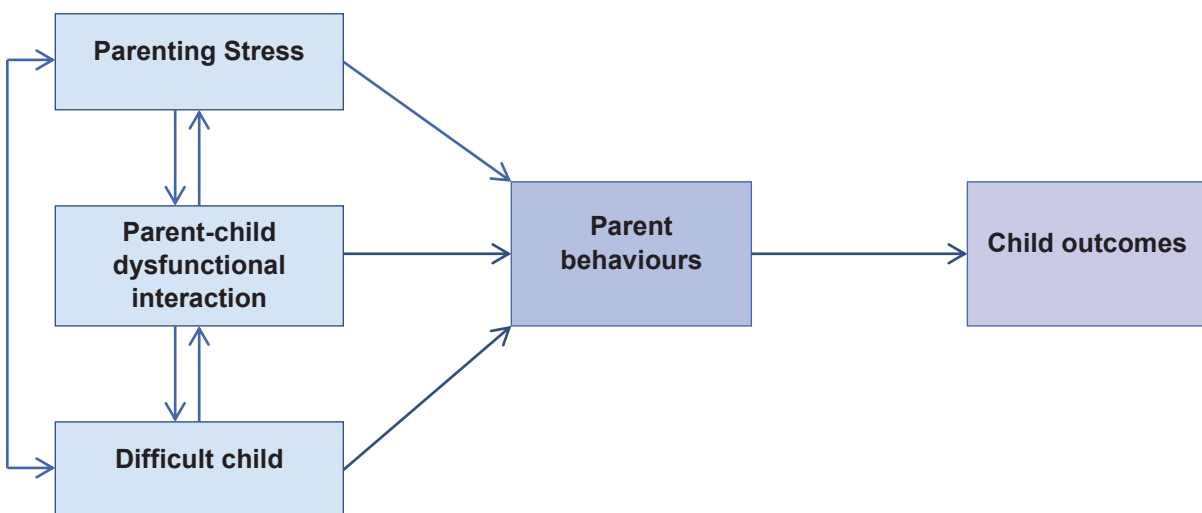 Parenting Stress
Parent-child
dysfunctional
interaction
Difficult child
Parent
behaviours
Child outcomes